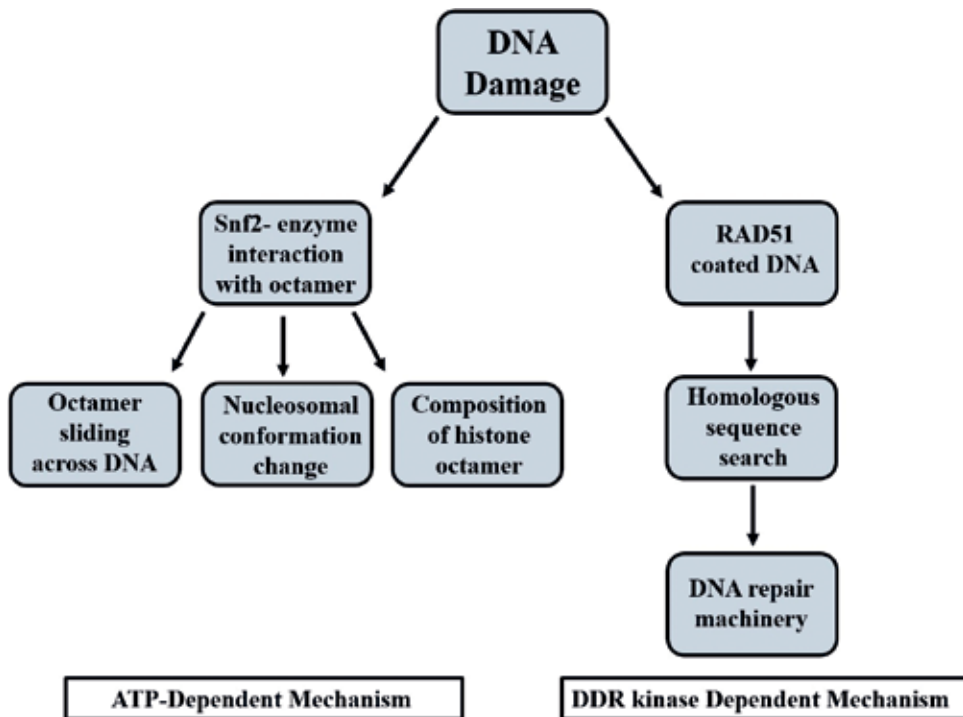 DNA
Damage
Snf2- enzyme
interaction
with octamer
RAD51
coated DNA
Octamer
sliding
across DNA
Nucleosomal
conformation
change
Composition
of histone
octamer
Homologous
sequence
search
DNA repair
machinery
ATP-Dependent Mechanism
DDR kinase Dependent Mechanism